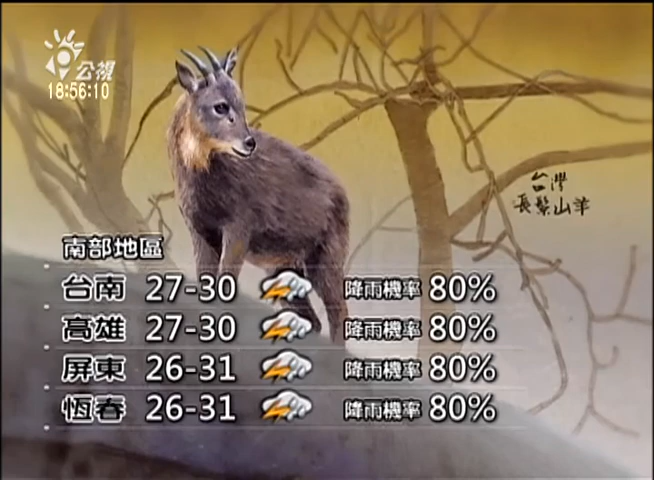 公視
18:56:10
台灣
長鬃山羊
南部地區
台南 27-30 降雨機率 80%
高雄 27-30 降雨機率 80%
屏東 26-31 降雨機率 80%
恆春 26-31 降雨機率 80%